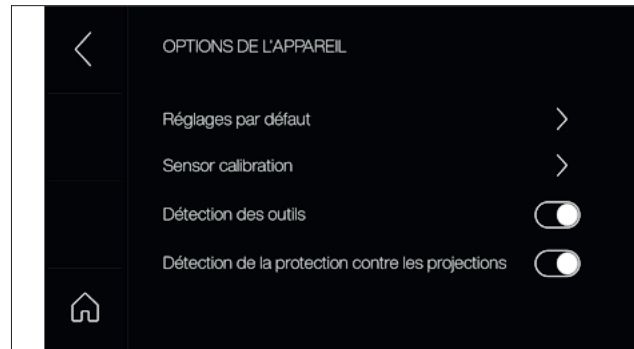 OPTIONS DE L'APPAREIL
Réglages par défaut
Sensor calibration
Détection des outils
Détection de la protection contre les projections